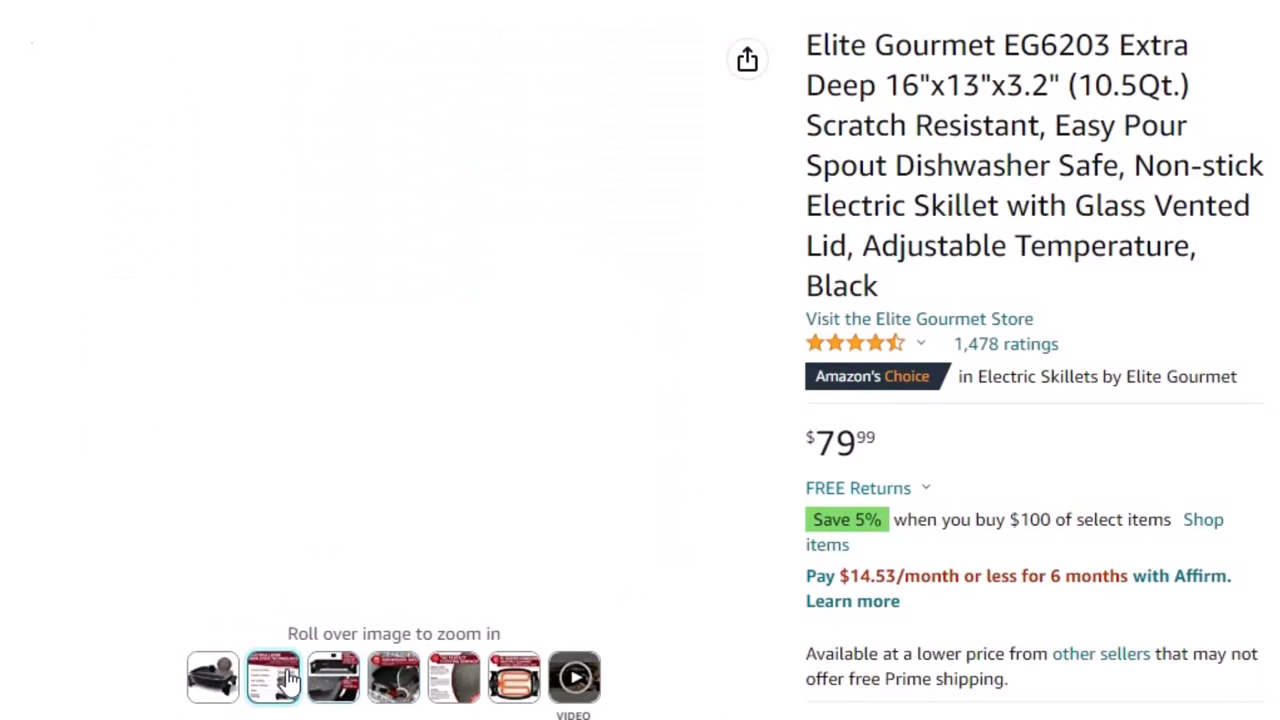 Elite Gourmet EG6203 Extra
Deep 16"x13"x3.2" (10.5Qt.)
Scratch Resistant, Easy Pour
Spout Dishwasher Safe, Non-stick
Electric Skillet with Glass Vented
Lid, Adjustable Temperature,
Black
Visit the Elite Gourmet Store
1,478 ratings
Amazon's Choice in Electric Skillets by Elite Gourmet
$79 99
FREE Returns
Save 5% when you buy $100 of select items Shop
items
Pay $14.53/month or less for 6 months with Affirm.
Learn more
Available at a lower price from other sellers that may not
offer free Prime shipping.
Roll over image to zoom in
VIDEO